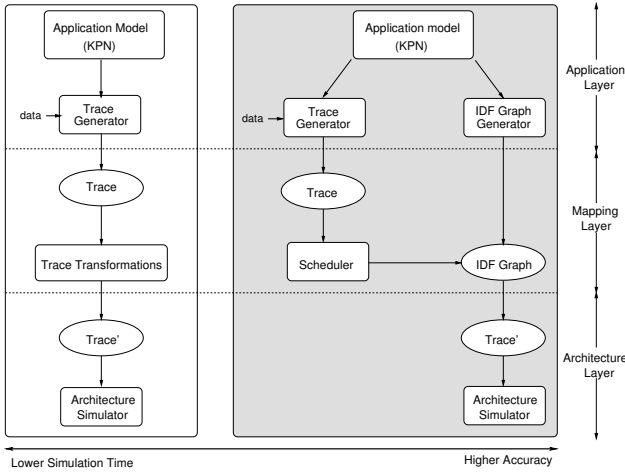 Application Model
(KPN)
Trace
Generator
data
Trace
Trace Transformations
Trace'
Architecture
Simulator
Application model
(KPN)
Trace
Generator
data
IDF Graph
Generator
Trace
Scheduler
IDF Graph
Trace'
Architecture
Simulator
Application
Layer
Mapping
Layer
Architecture
Layer
Lower Simulation Time
Higher Accuracy